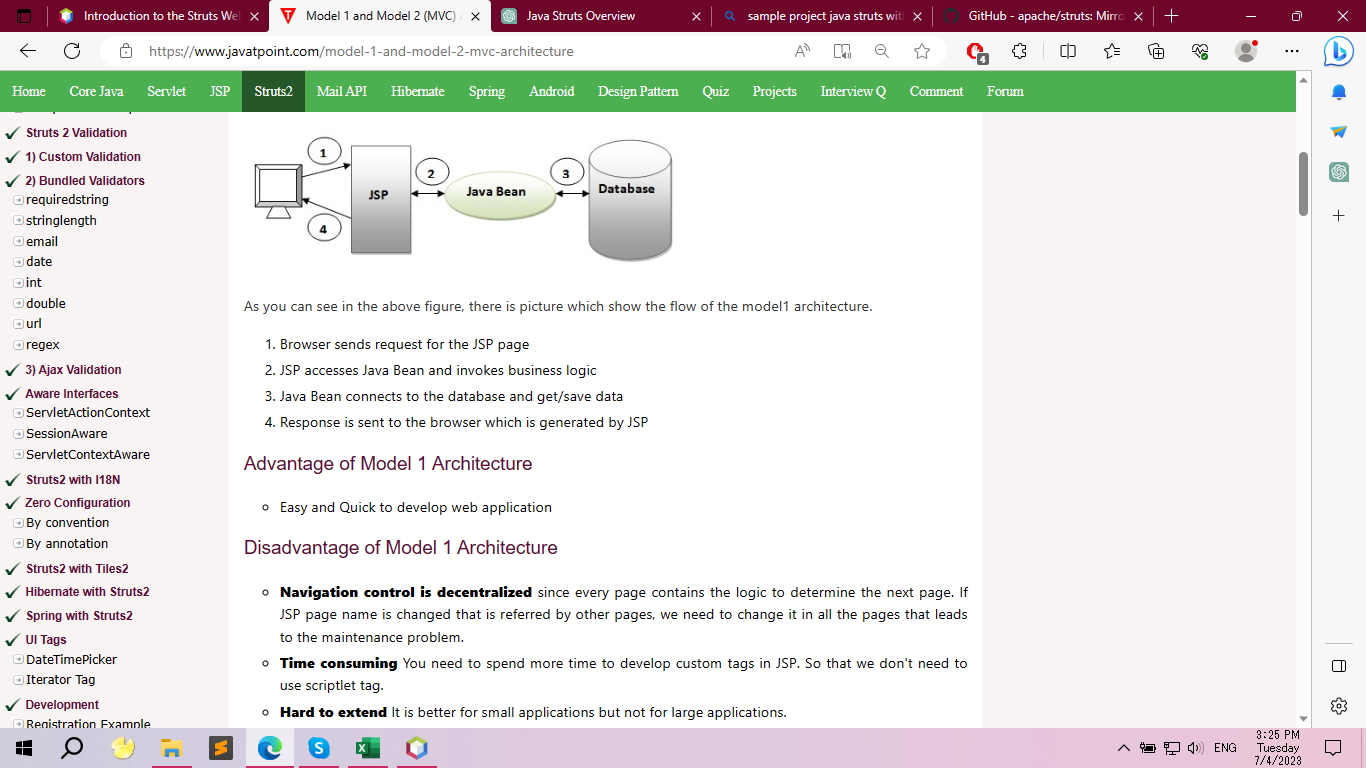 Introduction to the Struts Web
Model 1 and Model 2 (MVC) A
Java Struts Overview
sample project java struts with
GitHub - apache/struts: Mirro
https://www.javatpoint.com/model-1-and-model-2-mvc-architecture
4
Home Core Java Servlet JSP Struts2 Mail API Hibernate Spring Android Design Pattern Quiz Projects Interview Q Comment Forum
Struts 2 Validation
1) Custom Validation
2) Bundled Validators
requiredstring
stringlength
email
date
int
double
url
regex
3) Ajax Validation
Aware Interfaces
ServletActionContext
SessionAware
ServletContextAware
Struts2 with I18N
Zero Configuration
By convention
By annotation
Struts2 with Tiles2
Hibernate with Struts2
Spring with Struts2
UI Tags
DateTimePicker
Iterator Tag
Development
Registration Example
1
2
3
4
JSP
Java Bean
Database
As you can see in the above figure, there is picture which show the flow of the model1 architecture.
1. Browser sends request for the JSP page
2. JSP accesses Java Bean and invokes business logic
3. Java Bean connects to the database and get/save data
4. Response is sent to the browser which is generated by JSP
Advantage of Model 1 Architecture
Easy and Quick to develop web application
Disadvantage of Model 1 Architecture
Navigation control is decentralized since every page contains the logic to determine the next page. If
JSP page name is changed that is referred by other pages, we need to change it in all the pages that leads
to the maintenance problem.
Time consuming You need to spend more time to develop custom tags in JSP. So that we don't need to
use scriptlet tag.
Hard to extend It is better for small applications but not for large applications.
ENG
3:25 PM
Tuesday
7/4/2023